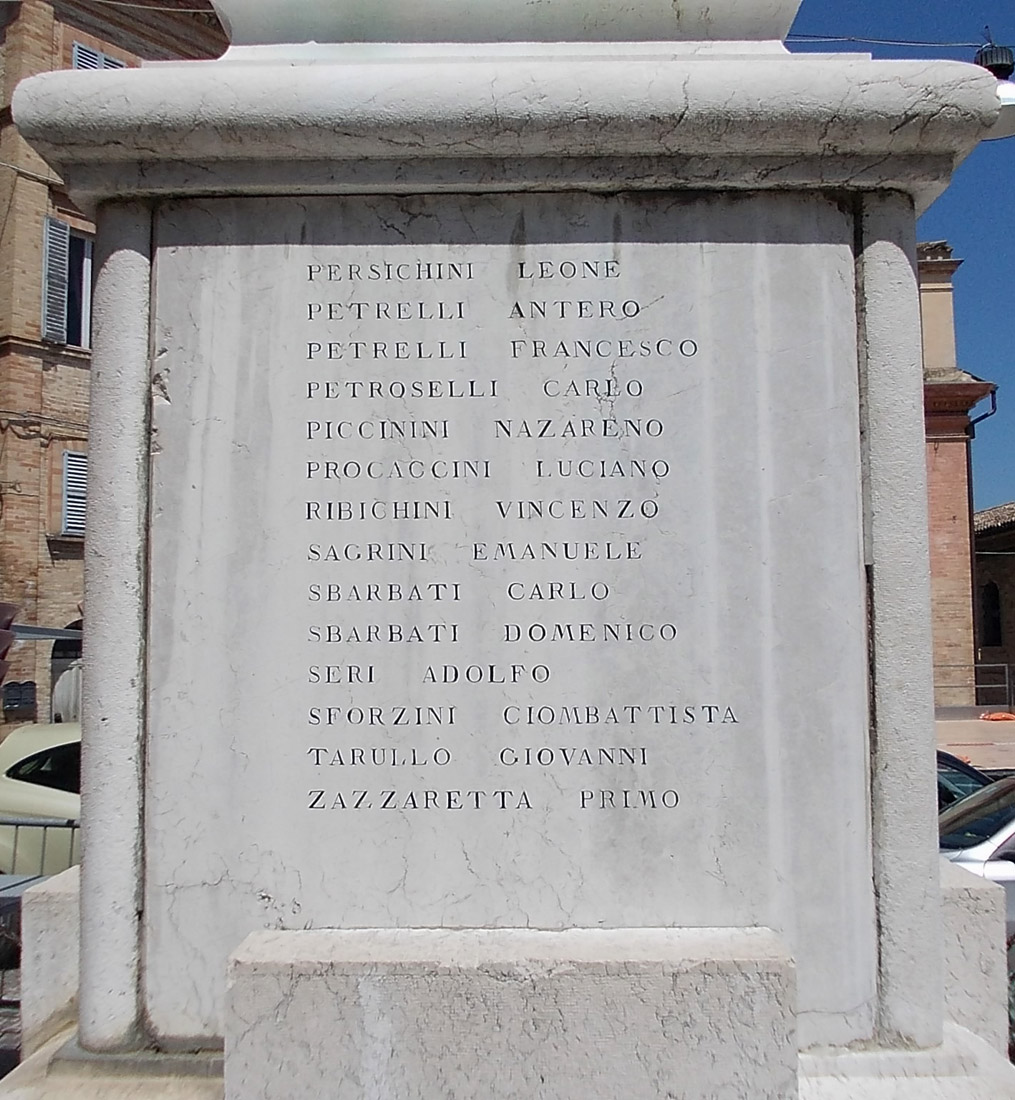 PERSICHINI LEONE
PETRELLI ANTERO
PETRELLI FRANCESCO
PETROSELLI CARLO
PICCININI NAZARENO
PROCACCINI LUCIANO
RIBICHINI VINCENZO
SAGRINI EMANUELE
SBARBATI CARLO
SBARBATI DOMENICO
SERI ADOLFO
SFORZINI CIOMBATTISTA
TARULLO GIOVANNI
ZAZZARETTA PRIMO